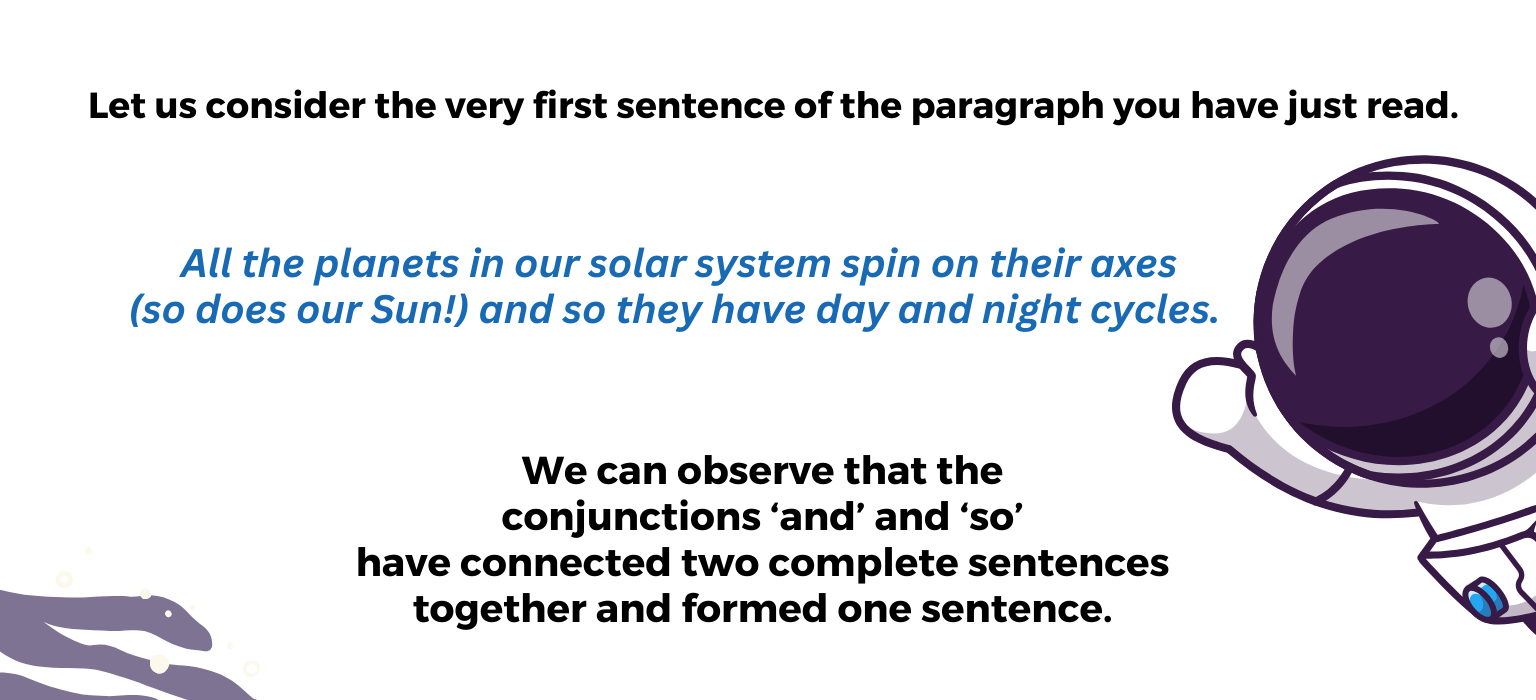 Let us consider the very first sentence of the paragraph you have just read.
All the planets in our solar system spin on their axes
(so does our Sun!) and so they have day and night cycles.
We can observe that the
conjunctions ‘and’ and ‘so’
have connected two complete sentences
together and formed one sentence.